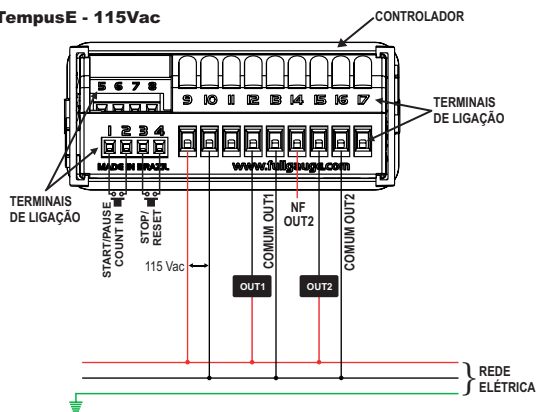 TempusE - 115Vac
CONTROLADOR
5 6 7 8
9 10 11 12 13 14 15 16 17
TERMINAIS
DE LIGAÇÃO
1 2 3 4
MADE IN BRAZIL
www.fullgauge.com
TERMINAIS
DE LIGAÇÃO
START/PAUSE
COUNT IN
STOP/
RESET
115 Vac
COMUM OUT1
NF
OUT2
COMUM OUT2
OUT1
OUT2
REDE
ELÉTRICA